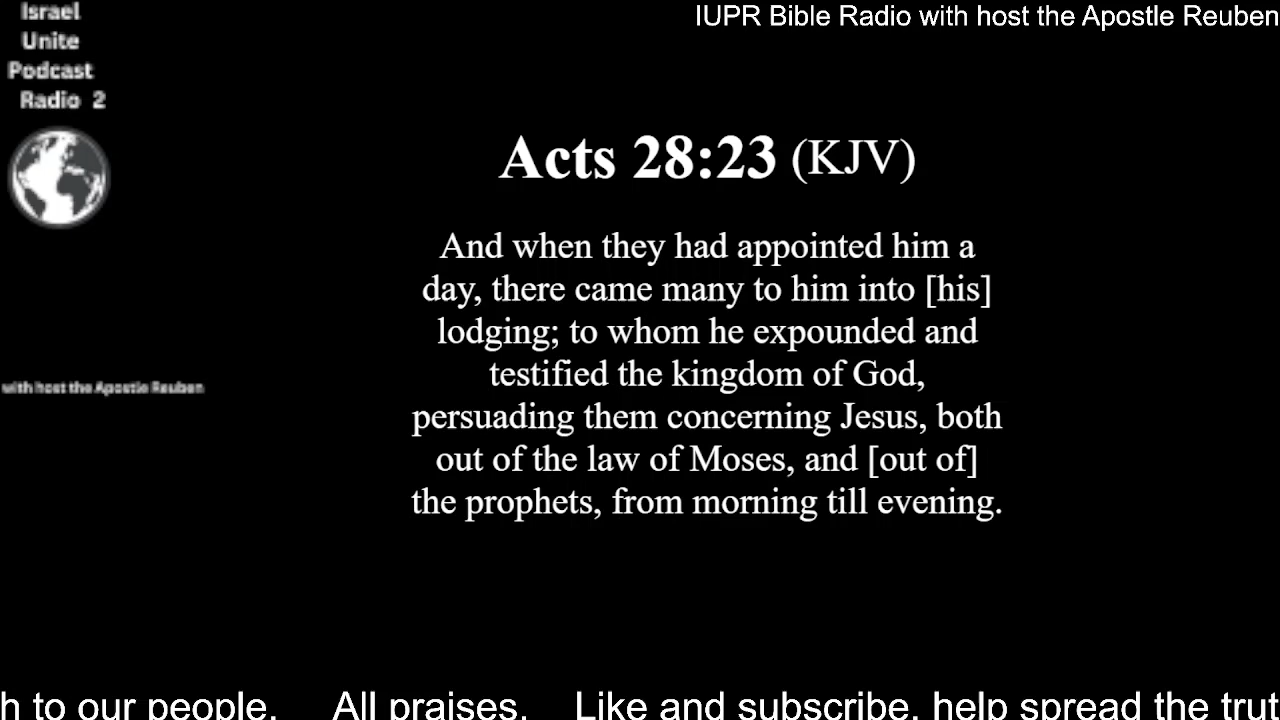 Israel
Unite
Podcast
Radio 2
IUPR Bible Radio with host the Apostle Reuben
Acts 28:23 (KJV)
And when they had appointed him a
day, there came many to him into [his]
lodging; to whom he expounded and
testified the kingdom of God,
persuading them concerning Jesus, both
out of the law of Moses, and [out of]
the prophets, from morning till evening.
with host the Apostle Reuben
h to our people. All praises. Like and subscribe, help spread the trut